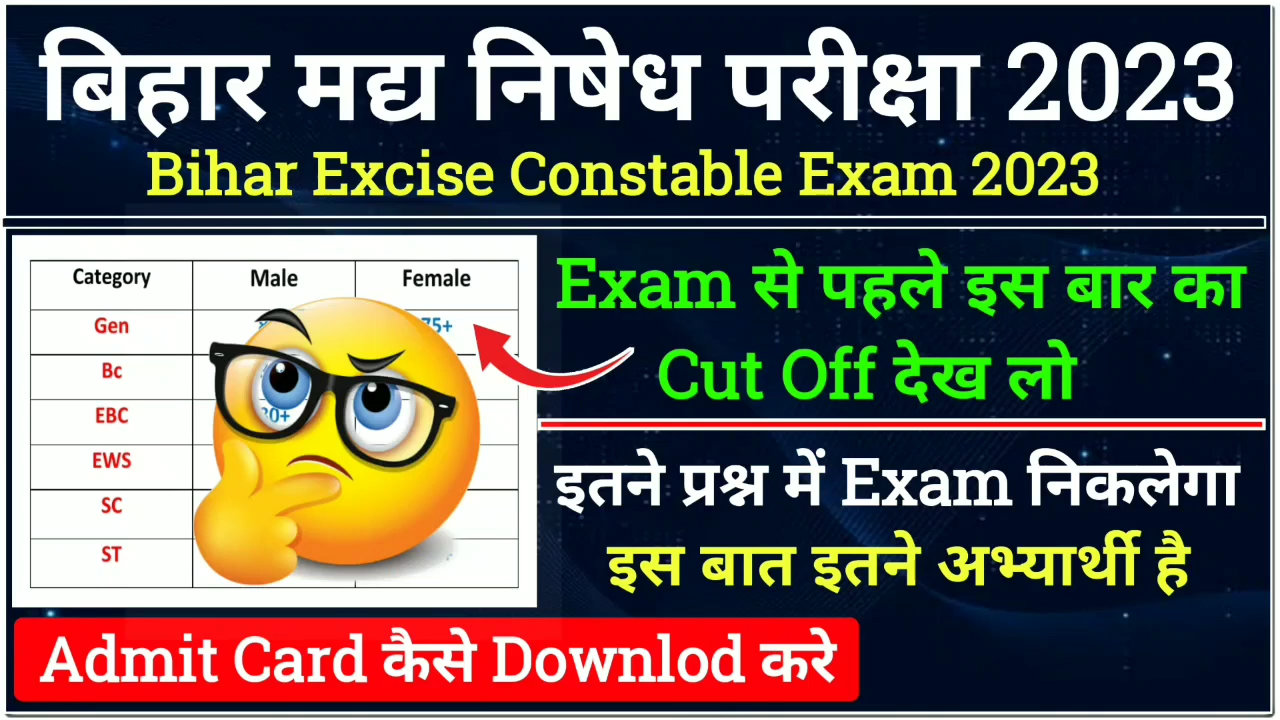 बिहार मद्य निषेध परीक्षा 2023
Bihar Excise Constable Exam 2023
Category Male Female
Gen 75+
Bc
EBC
EWS
SC
ST
Exam से पहले इस बार का
Cut Off देख लो
इतने प्रश्न में Exam निकलेगा
इस बात इतने अभ्यार्थी है
Admit Card कैसे Downlod करे